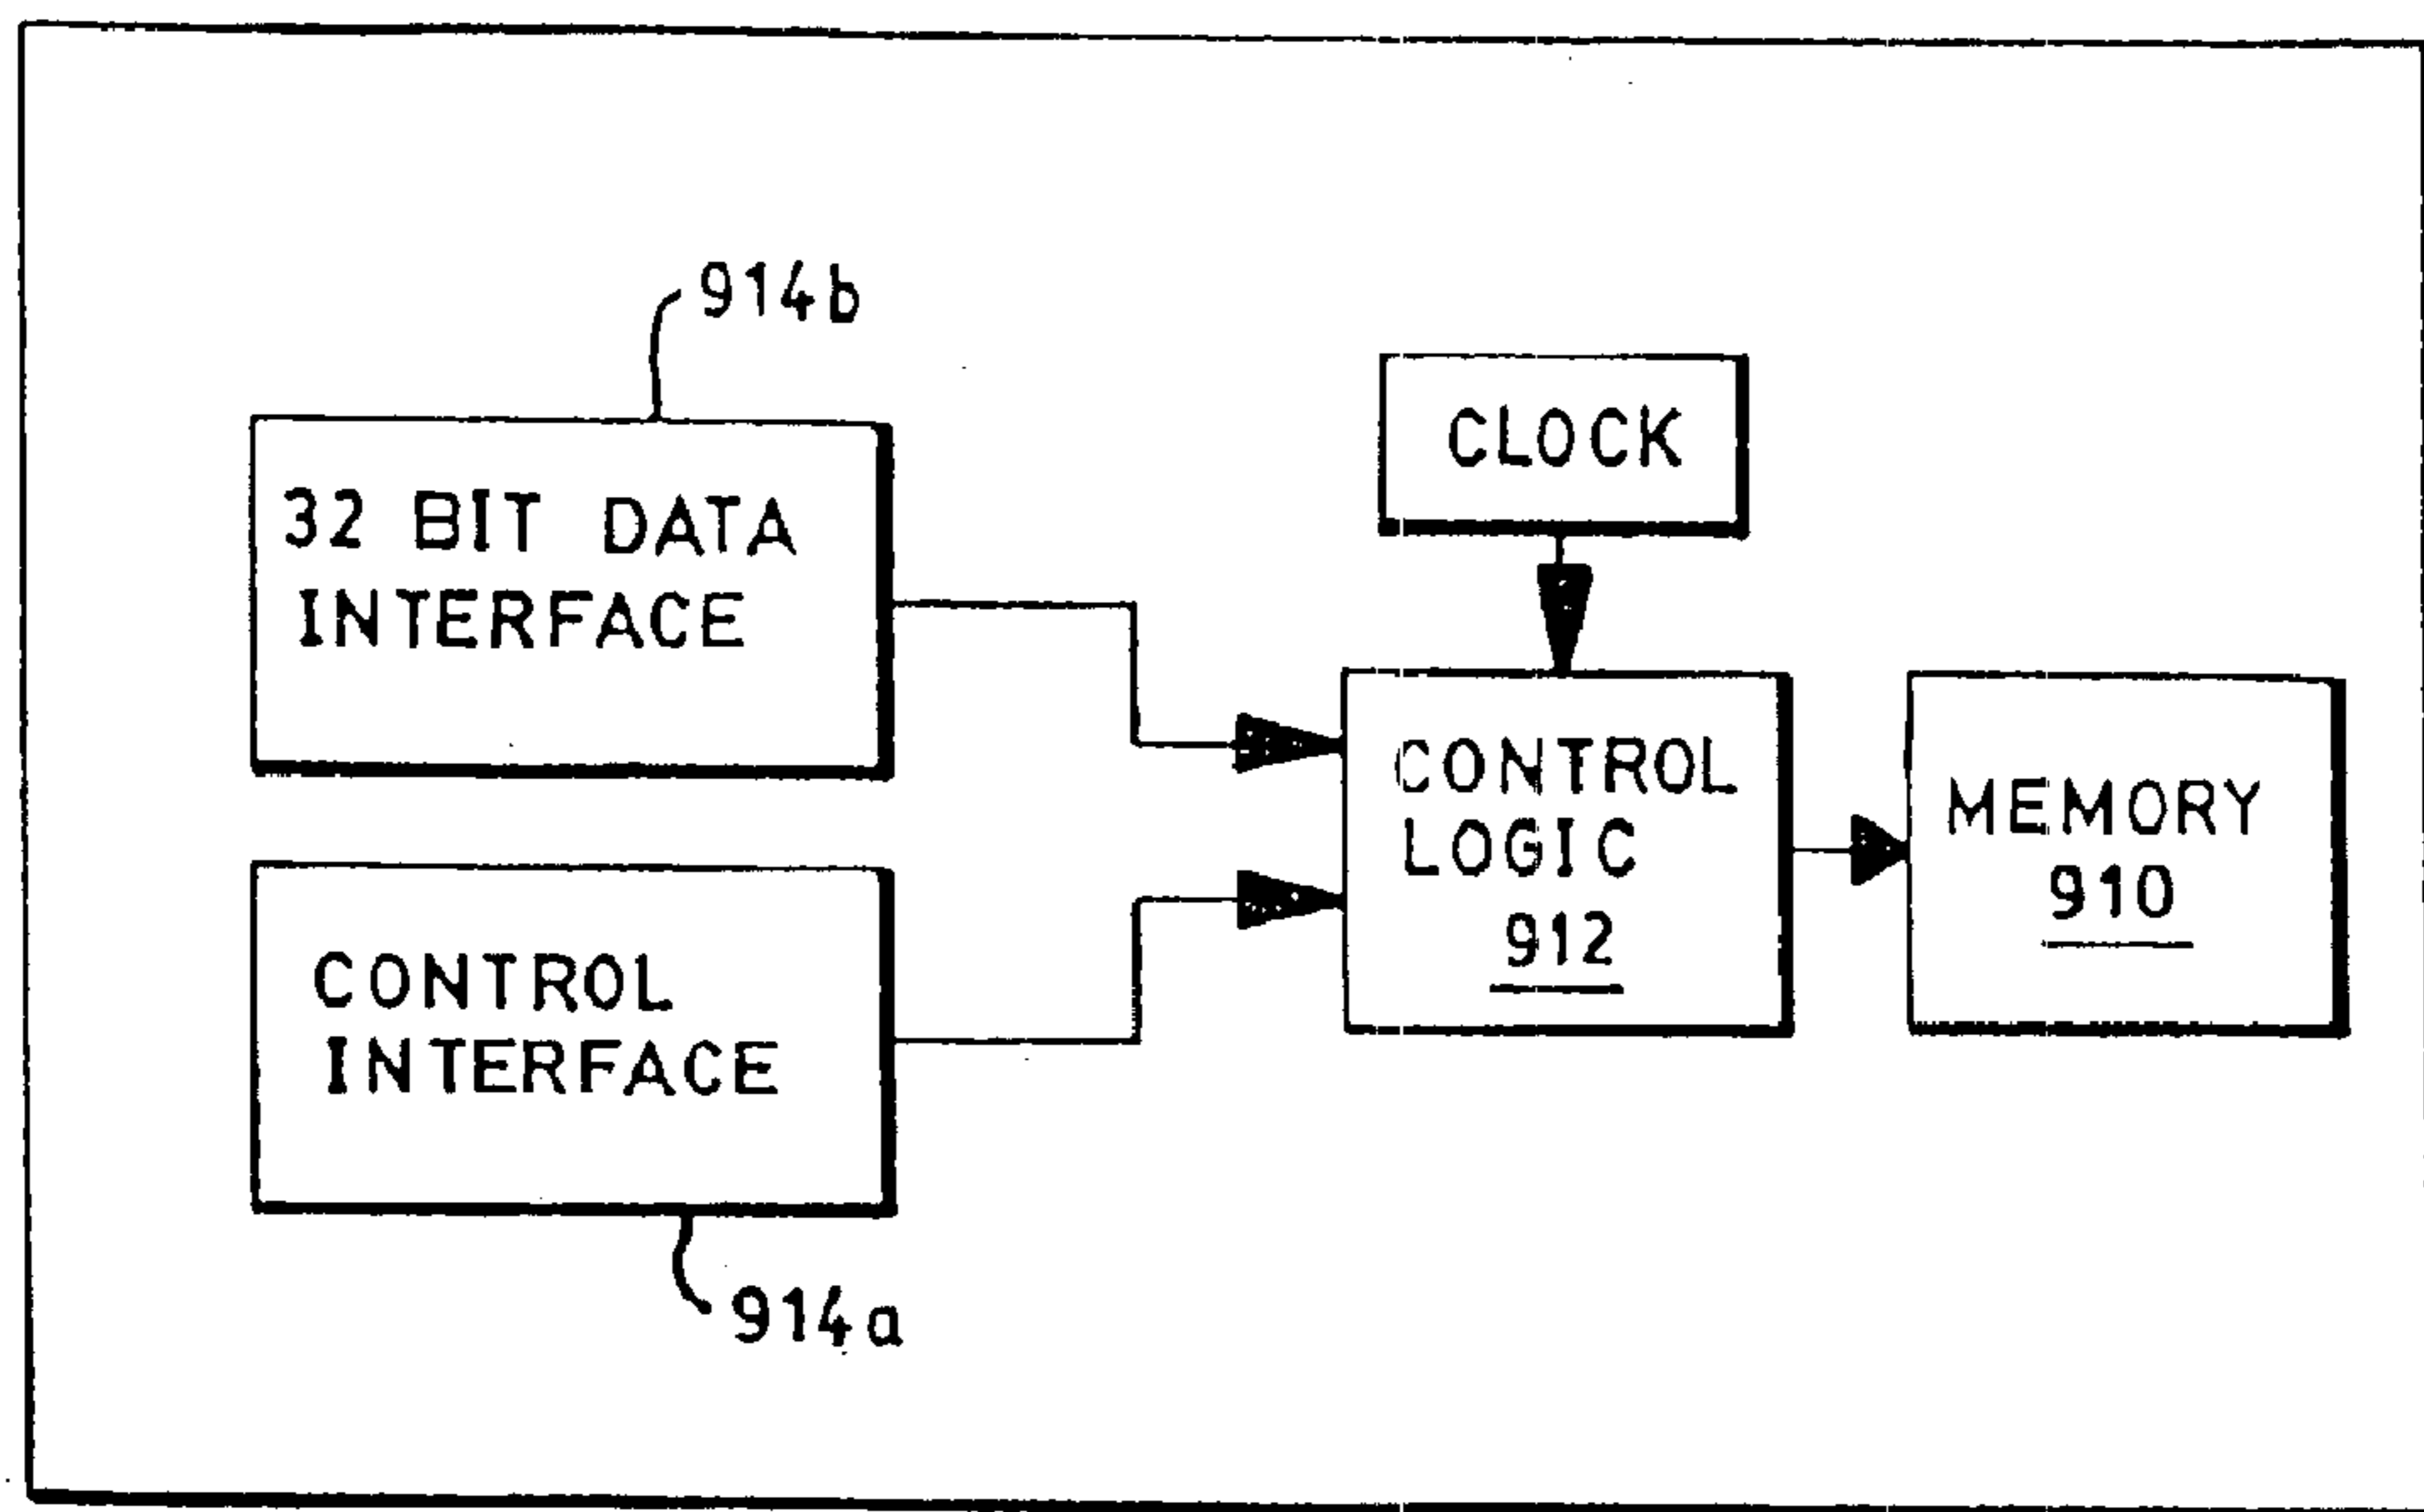 914b
32 BIT DATA
INTERFACE
CLOCK
CONTROL
LOGIC
912
MEMORY
910
CONTROL
INTERFACE
914a